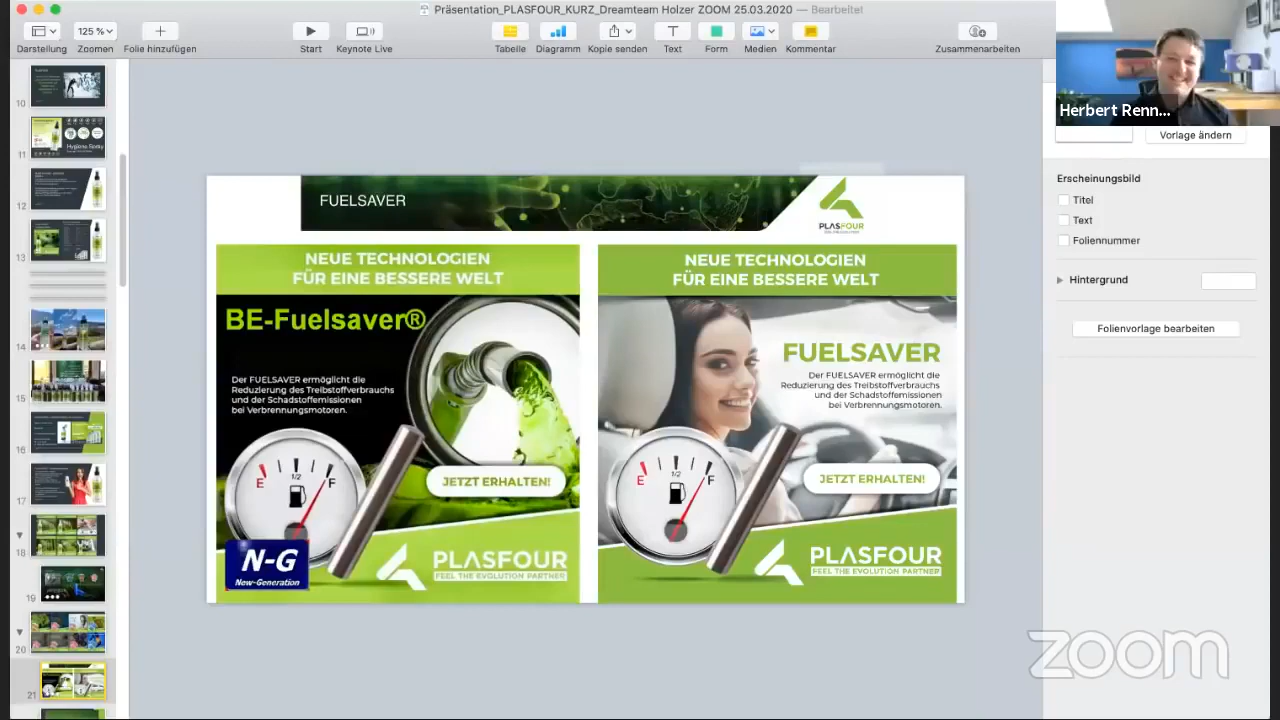 Präsentation_PLASFOUR_KURZ_Dreamteam Holzer ZOOM 25.03.2020 — Bearbeitet
125 %
Darstellung
Zoomen
Folie hinzufügen
Start
Keynote Live
Tabelle
Diagramm
Kopie senden
Text
Form
Medien
Kommentar
Zusammenarbeiten
Herbert Renn...
Vorlage ändern
Erscheinungsbild
Titel
Text
Foliennummer
Hintergrund
Folienvorlage bearbeiten
10
11
Hygiene Spray
12
13
14
15
16
17
18
19
20
21
FUELSAVER
PLASFOUR
NEUE TECHNOLOGIEN
FÜR EINE BESSERE WELT
BE-Fuelsaver®
Der FUELSAVER ermöglicht die
Reduzierung des Treibstoffverbrauchs
und der Schadstoffemissionen
bei Verbrennungsmotoren.
E
1/2
F
JETZT ERHALTEN!
N-G
New-Generation
PLASFOUR
FEEL THE EVOLUTION PARTNER
NEUE TECHNOLOGIEN
FÜR EINE BESSERE WELT
FUELSAVER
Der FUELSAVER ermöglicht die
Reduzierung des Treibstoffverbrauchs
und der Schadstoffemissionen
bei Verbrennungsmotoren.
E
1/2
F
JETZT ERHALTEN!
PLASFOUR
FEEL THE EVOLUTION PARTNER
zoom